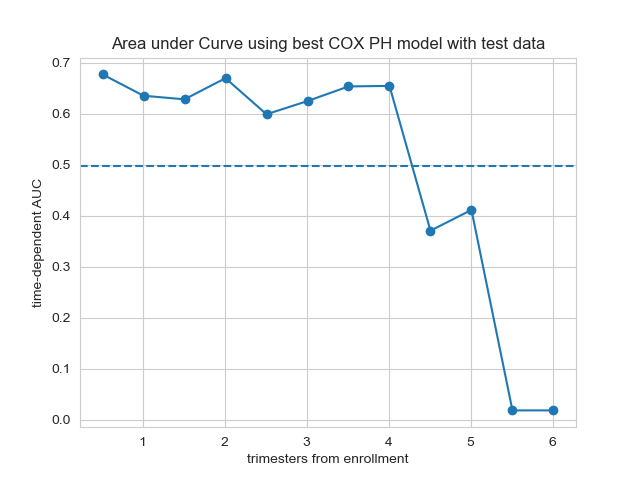 Area under Curve using best COX PH model with test data
time-dependent AUC
0.7
0.6
0.5
0.4
0.3
0.2
0.1
0.0
1 2 3 4 5 6
trimesters from enrollment